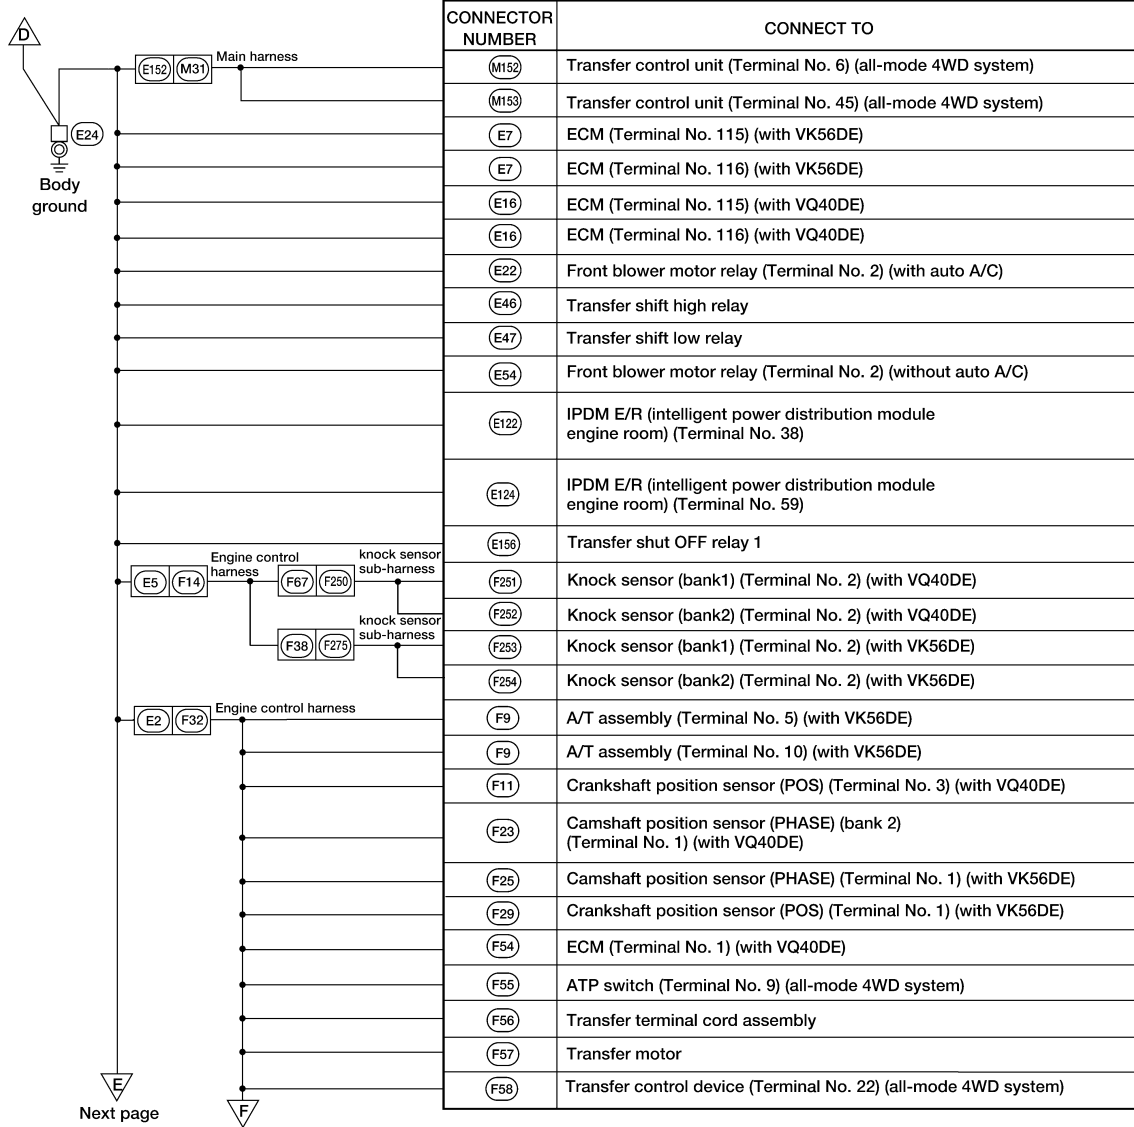 CONNECTOR
NUMBER
CONNECT TO
D
E152
M31
Main harness
M152
Transfer control unit (Terminal No. 6) (all-mode 4WD system)
M153
Transfer control unit (Terminal No. 45) (all-mode 4WD system)
E24
Body
ground
E7
ECM (Terminal No. 115) (with VK56DE)
E7
ECM (Terminal No. 116) (with VK56DE)
E16
ECM (Terminal No. 115) (with VQ40DE)
E16
ECM (Terminal No. 116) (with VQ40DE)
E22
Front blower motor relay (Terminal No. 2) (with auto A/C)
E46
Transfer shift high relay
E47
Transfer shift low relay
E54
Front blower motor relay (Terminal No. 2) (without auto A/C)
E122
IPDM E/R (intelligent power distribution module
engine room) (Terminal No. 38)
E124
IPDM E/R (intelligent power distribution module
engine room) (Terminal No. 59)
E156
Transfer shut OFF relay 1
E5
F14
Engine control
harness
F67
F250
knock sensor
sub-harness
F251
Knock sensor (bank1) (Terminal No. 2) (with VQ40DE)
F252
Knock sensor (bank2) (Terminal No. 2) (with VQ40DE)
F38
F275
knock sensor
sub-harness
F253
Knock sensor (bank1) (Terminal No. 2) (with VK56DE)
F254
Knock sensor (bank2) (Terminal No. 2) (with VK56DE)
E2
F32
Engine control harness
F9
A/T assembly (Terminal No. 5) (with VK56DE)
F9
A/T assembly (Terminal No. 10) (with VK56DE)
F11
Crankshaft position sensor (POS) (Terminal No. 3) (with VQ40DE)
F23
Camshaft position sensor (PHASE) (bank 2)
(Terminal No. 1) (with VQ40DE)
F25
Camshaft position sensor (PHASE) (Terminal No. 1) (with VK56DE)
F29
Crankshaft position sensor (POS) (Terminal No. 1) (with VK56DE)
F54
ECM (Terminal No. 1) (with VQ40DE)
F55
ATP switch (Terminal No. 9) (all-mode 4WD system)
F56
Transfer terminal cord assembly
F57
Transfer motor
F58
Transfer control device (Terminal No. 22) (all-mode 4WD system)
E
Next page
F